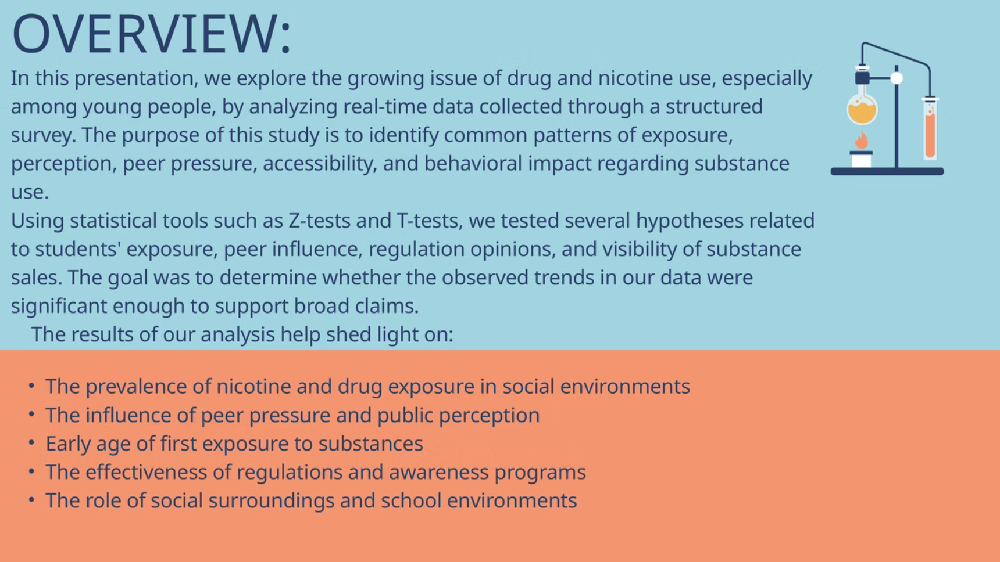 OVERVIEW:
In this presentation, we explore the growing issue of drug and nicotine use, especially
among young people, by analyzing real-time data collected through a structured
survey. The purpose of this study is to identify common patterns of exposure,
perception, peer pressure, accessibility, and behavioral impact regarding substance
use.
Using statistical tools such as Z-tests and T-tests, we tested several hypotheses related
to students' exposure, peer influence, regulation opinions, and visibility of substance
sales. The goal was to determine whether the observed trends in our data were
significant enough to support broad claims.
The results of our analysis help shed light on:
• The prevalence of nicotine and drug exposure in social environments
• The influence of peer pressure and public perception
• Early age of first exposure to substances
• The effectiveness of regulations and awareness programs
• The role of social surroundings and school environments